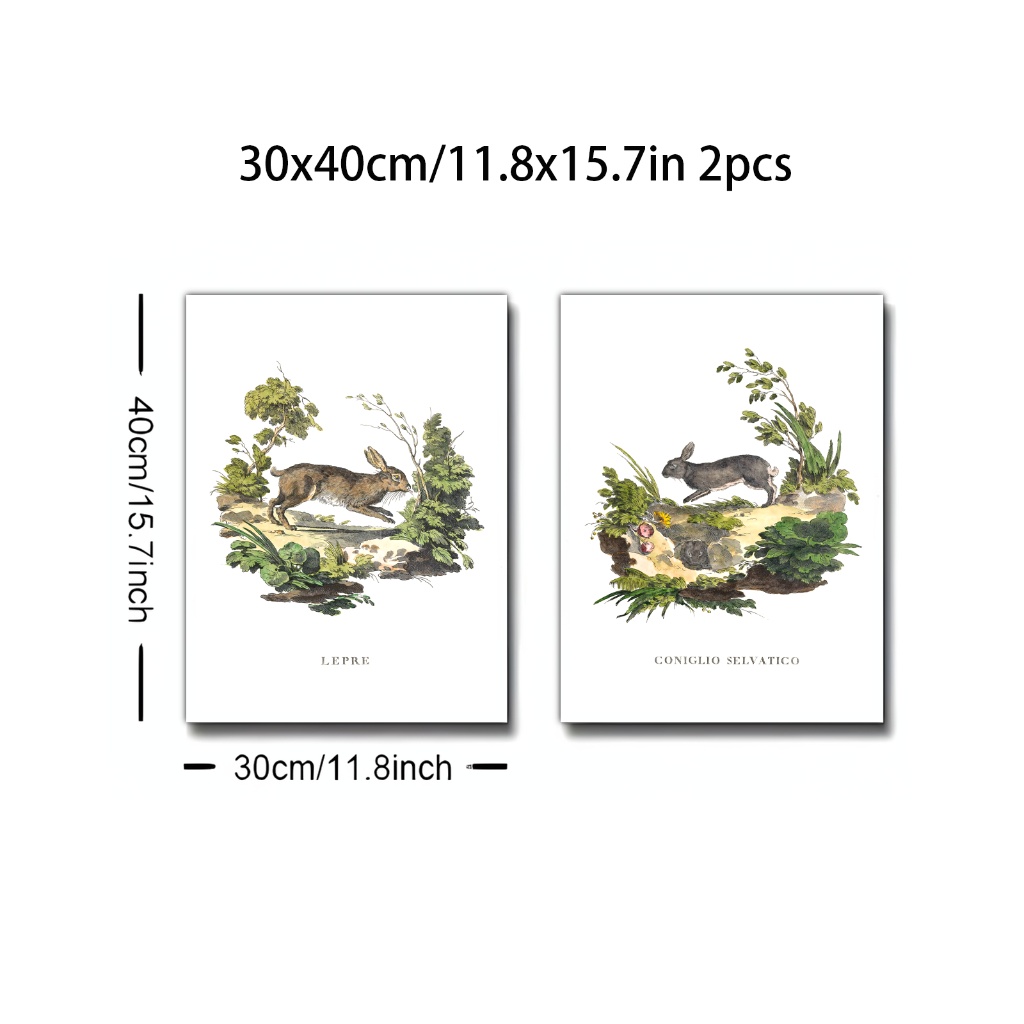 30x40cm/11.8x15.7in 2pcs
40cm/15.7inch
LEPRE
CONIGLIO SELVATICO
30cm/11.8inch